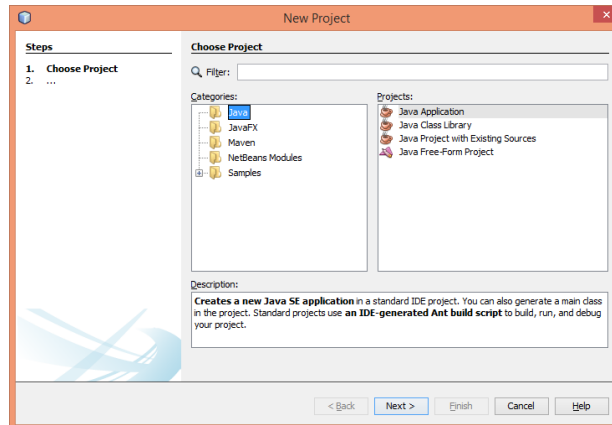 New Project
Steps
1. Choose Project
2. ...
Choose Project
Filter:
Categories:
Java
JavaFX
Maven
NetBeans Modules
Samples
Projects:
Java Application
Java Class Library
Java Project with Existing Sources
Java Free-Form Project
Description:
Creates a new Java SE application in a standard IDE project. You can also generate a main class
in the project. Standard projects use an IDE-generated Ant build script to build, run, and debug
your project.
< Back Next > Finish Cancel Help